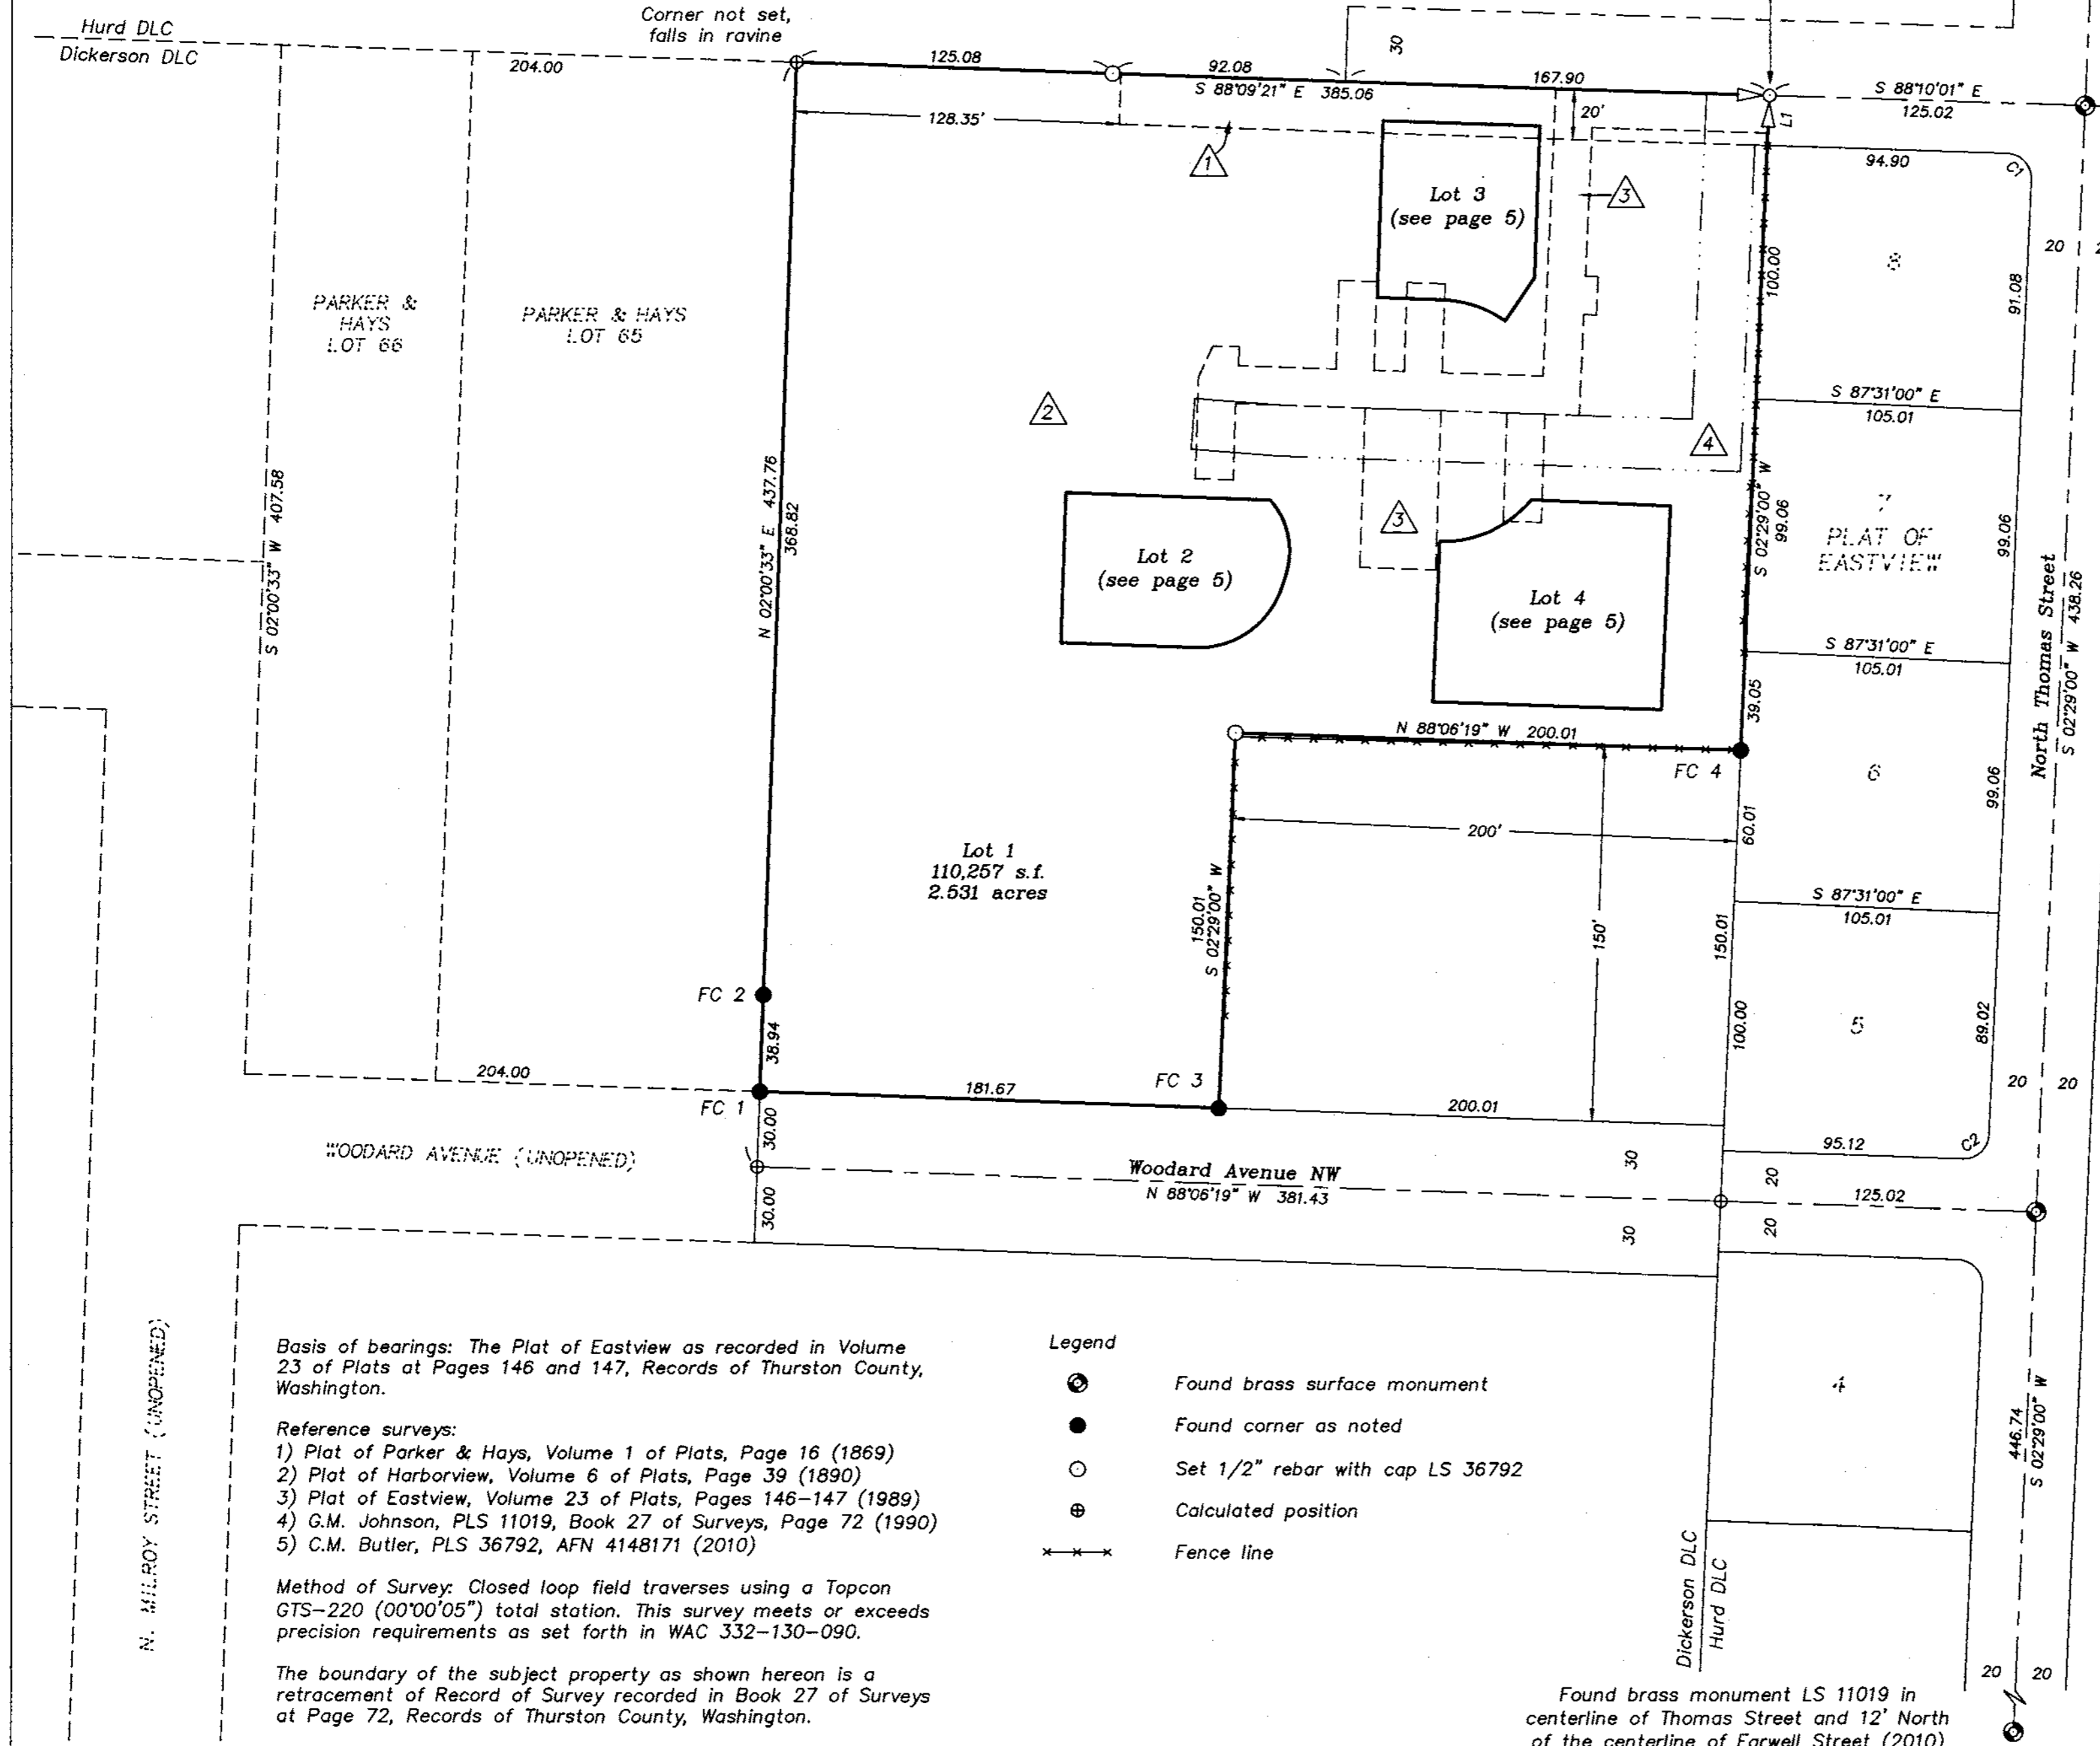 Hurd DLC
Dickerson DLC
Corner not set,
falls in ravine
204.00
125.08
92.08
S 88°09'21" E 385.06
30
167.90
20'
S 88°10'01" E
125.02
128.35'
L1
94.90
C1
1
Lot 3
(see page 5)
3
100.00
8
20
91.08
PARKER &
HAYS
LOT 66
PARKER & HAYS
LOT 65
2
S 87°31'00" E
105.01
4
S 02°00'33" W 407.58
N 02°00'33" E 437.76
368.82
3
S 02°29'00" W
99.06
7
PLAT OF
EASTVIEW
99.06
North Thomas Street
S 02°29'00" W 438.26
Lot 2
(see page 5)
Lot 4
(see page 5)
S 87°31'00" E
105.01
39.05
N 88°06'19" W 200.01
FC 4
6
99.06
200'
60.01
Lot 1
110,257 s.f.
2.531 acres
150.01
S 02°29'00" W
150'
150.01
S 87°31'00" E
105.01
FC 2
38.94
100.00
5
89.02
204.00
FC 1
181.67
FC 3
200.01
20
20
30.00
WOODARD AVENUE (UNOPENED)
Woodard Avenue NW
N 88°06'19" W 381.43
30
95.12
C2
20
125.02
30.00
30
20
N. MILROY STREET (UNOPENED)
Basis of bearings: The Plat of Eastview as recorded in Volume
23 of Plats at Pages 146 and 147, Records of Thurston County,
Washington.
Reference surveys:
1) Plat of Parker & Hays, Volume 1 of Plats, Page 16 (1869)
2) Plat of Harborview, Volume 6 of Plats, Page 39 (1890)
3) Plat of Eastview, Volume 23 of Plats, Pages 146-147 (1989)
4) G.M. Johnson, PLS 11019, Book 27 of Surveys, Page 72 (1990)
5) C.M. Butler, PLS 36792, AFN 4148171 (2010)
Method of Survey: Closed loop field traverses using a Topcon
GTS-220 (00°00'05") total station. This survey meets or exceeds
precision requirements as set forth in WAC 332-130-090.
The boundary of the subject property as shown hereon is a
retracement of Record of Survey recorded in Book 27 of Surveys
at Page 72, Records of Thurston County, Washington.
Legend
Found brass surface monument
Found corner as noted
Set 1/2" rebar with cap LS 36792
Calculated position
Fence line
4
446.74
S 02°29'00" W
Dickerson DLC
Hurd DLC
20
20
Found brass monument LS 11019 in
centerline of Thomas Street and 12' North
of the centerline of Farwell Street (2010)